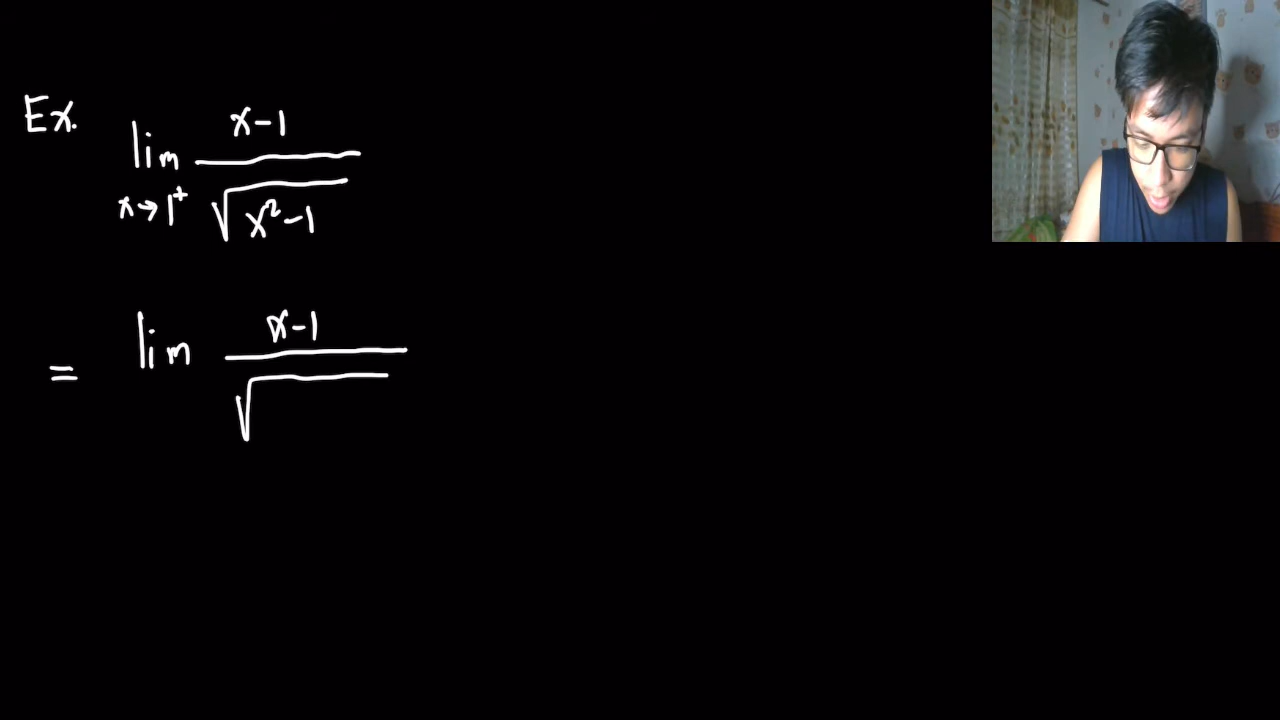 Ex. lim x→1⁺ (x-1)/√(x²-1)
= lim (x-1)/√